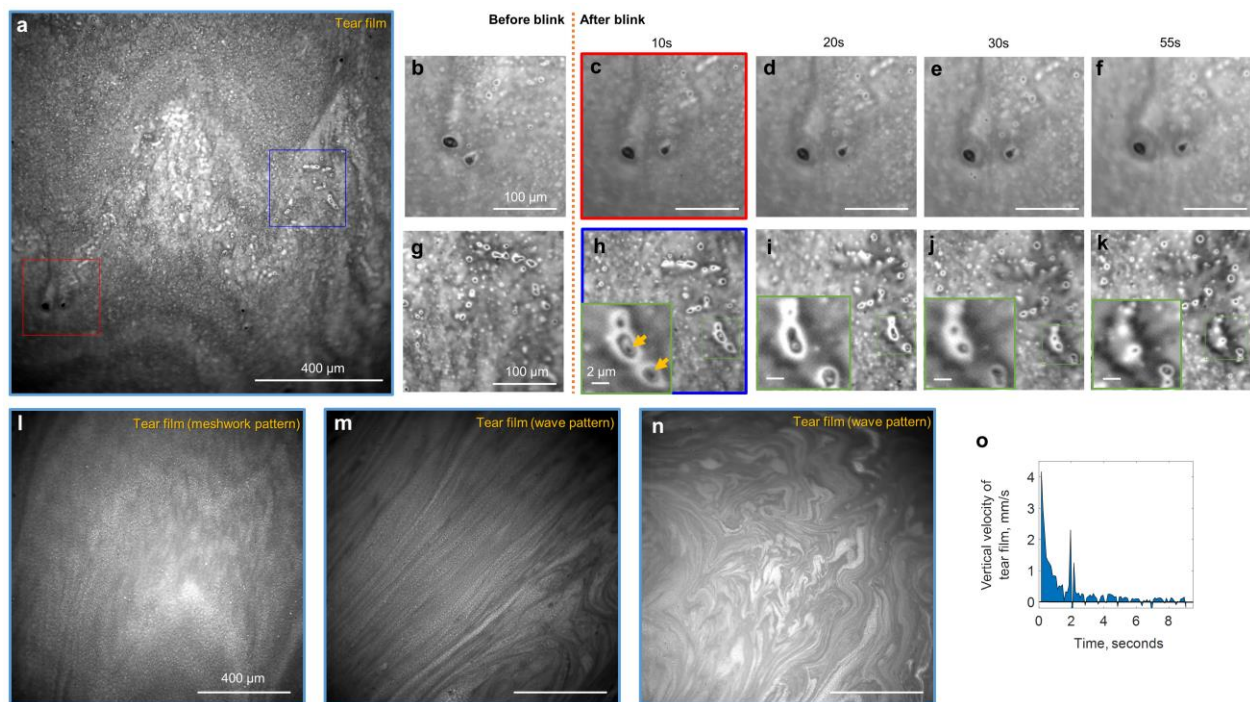 a
Tear film
400 µm
Before blink
After blink
10s
20s
30s
55s
b
100 µm
c
d
e
f
g
100 µm
h
2 µm
i
j
k
l
Tear film (meshwork pattern)
400 µm
m
Tear film (wave pattern)
n
Tear film (wave pattern)
o
Vertical velocity of
tear film, mm/s
4
3
2
1
0
0
2
4
6
8
Time, seconds